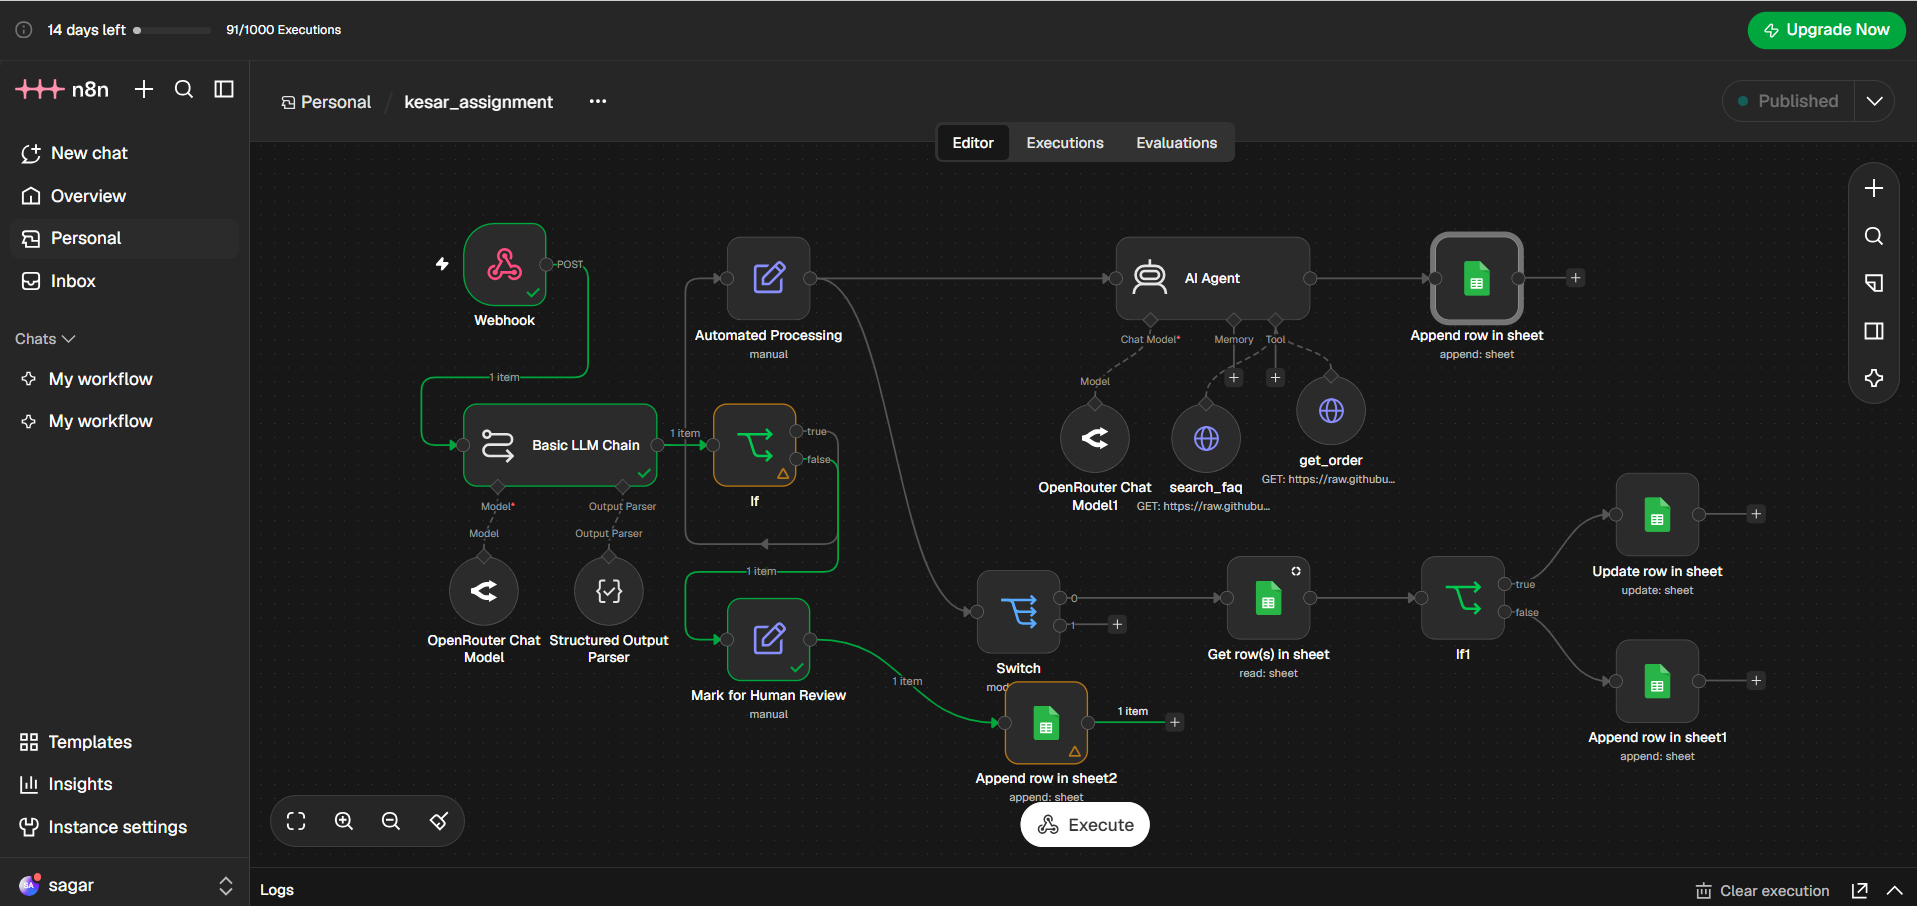 14 days left
91/1000 Executions
Upgrade Now
n8n
Personal / kesar_assignment
Published
Editor
Executions
Evaluations
New chat
Overview
Personal
Inbox
Chats
My workflow
My workflow
Templates
Insights
Instance settings
SA
sagar
POST
Webhook
1 item
Automated Processing
manual
AI Agent
Chat Model*
Memory
Tool
Append row in sheet
append: sheet
Model
OpenRouter Chat
Model1
search_faq
GET: https://raw.githubu...
get_order
GET: https://raw.githubu...
Basic LLM Chain
1 item
true
false
If
Model*
Output Parser
Model
Output Parser
OpenRouter Chat
Model
Structured Output
Parser
1 item
Mark for Human Review
manual
1 item
0
1
Switch
mod
1 item
Append row in sheet2
append: sheet
Get row(s) in sheet
read: sheet
true
false
If1
Update row in sheet
update: sheet
Append row in sheet1
append: sheet
Execute
Logs
Clear execution